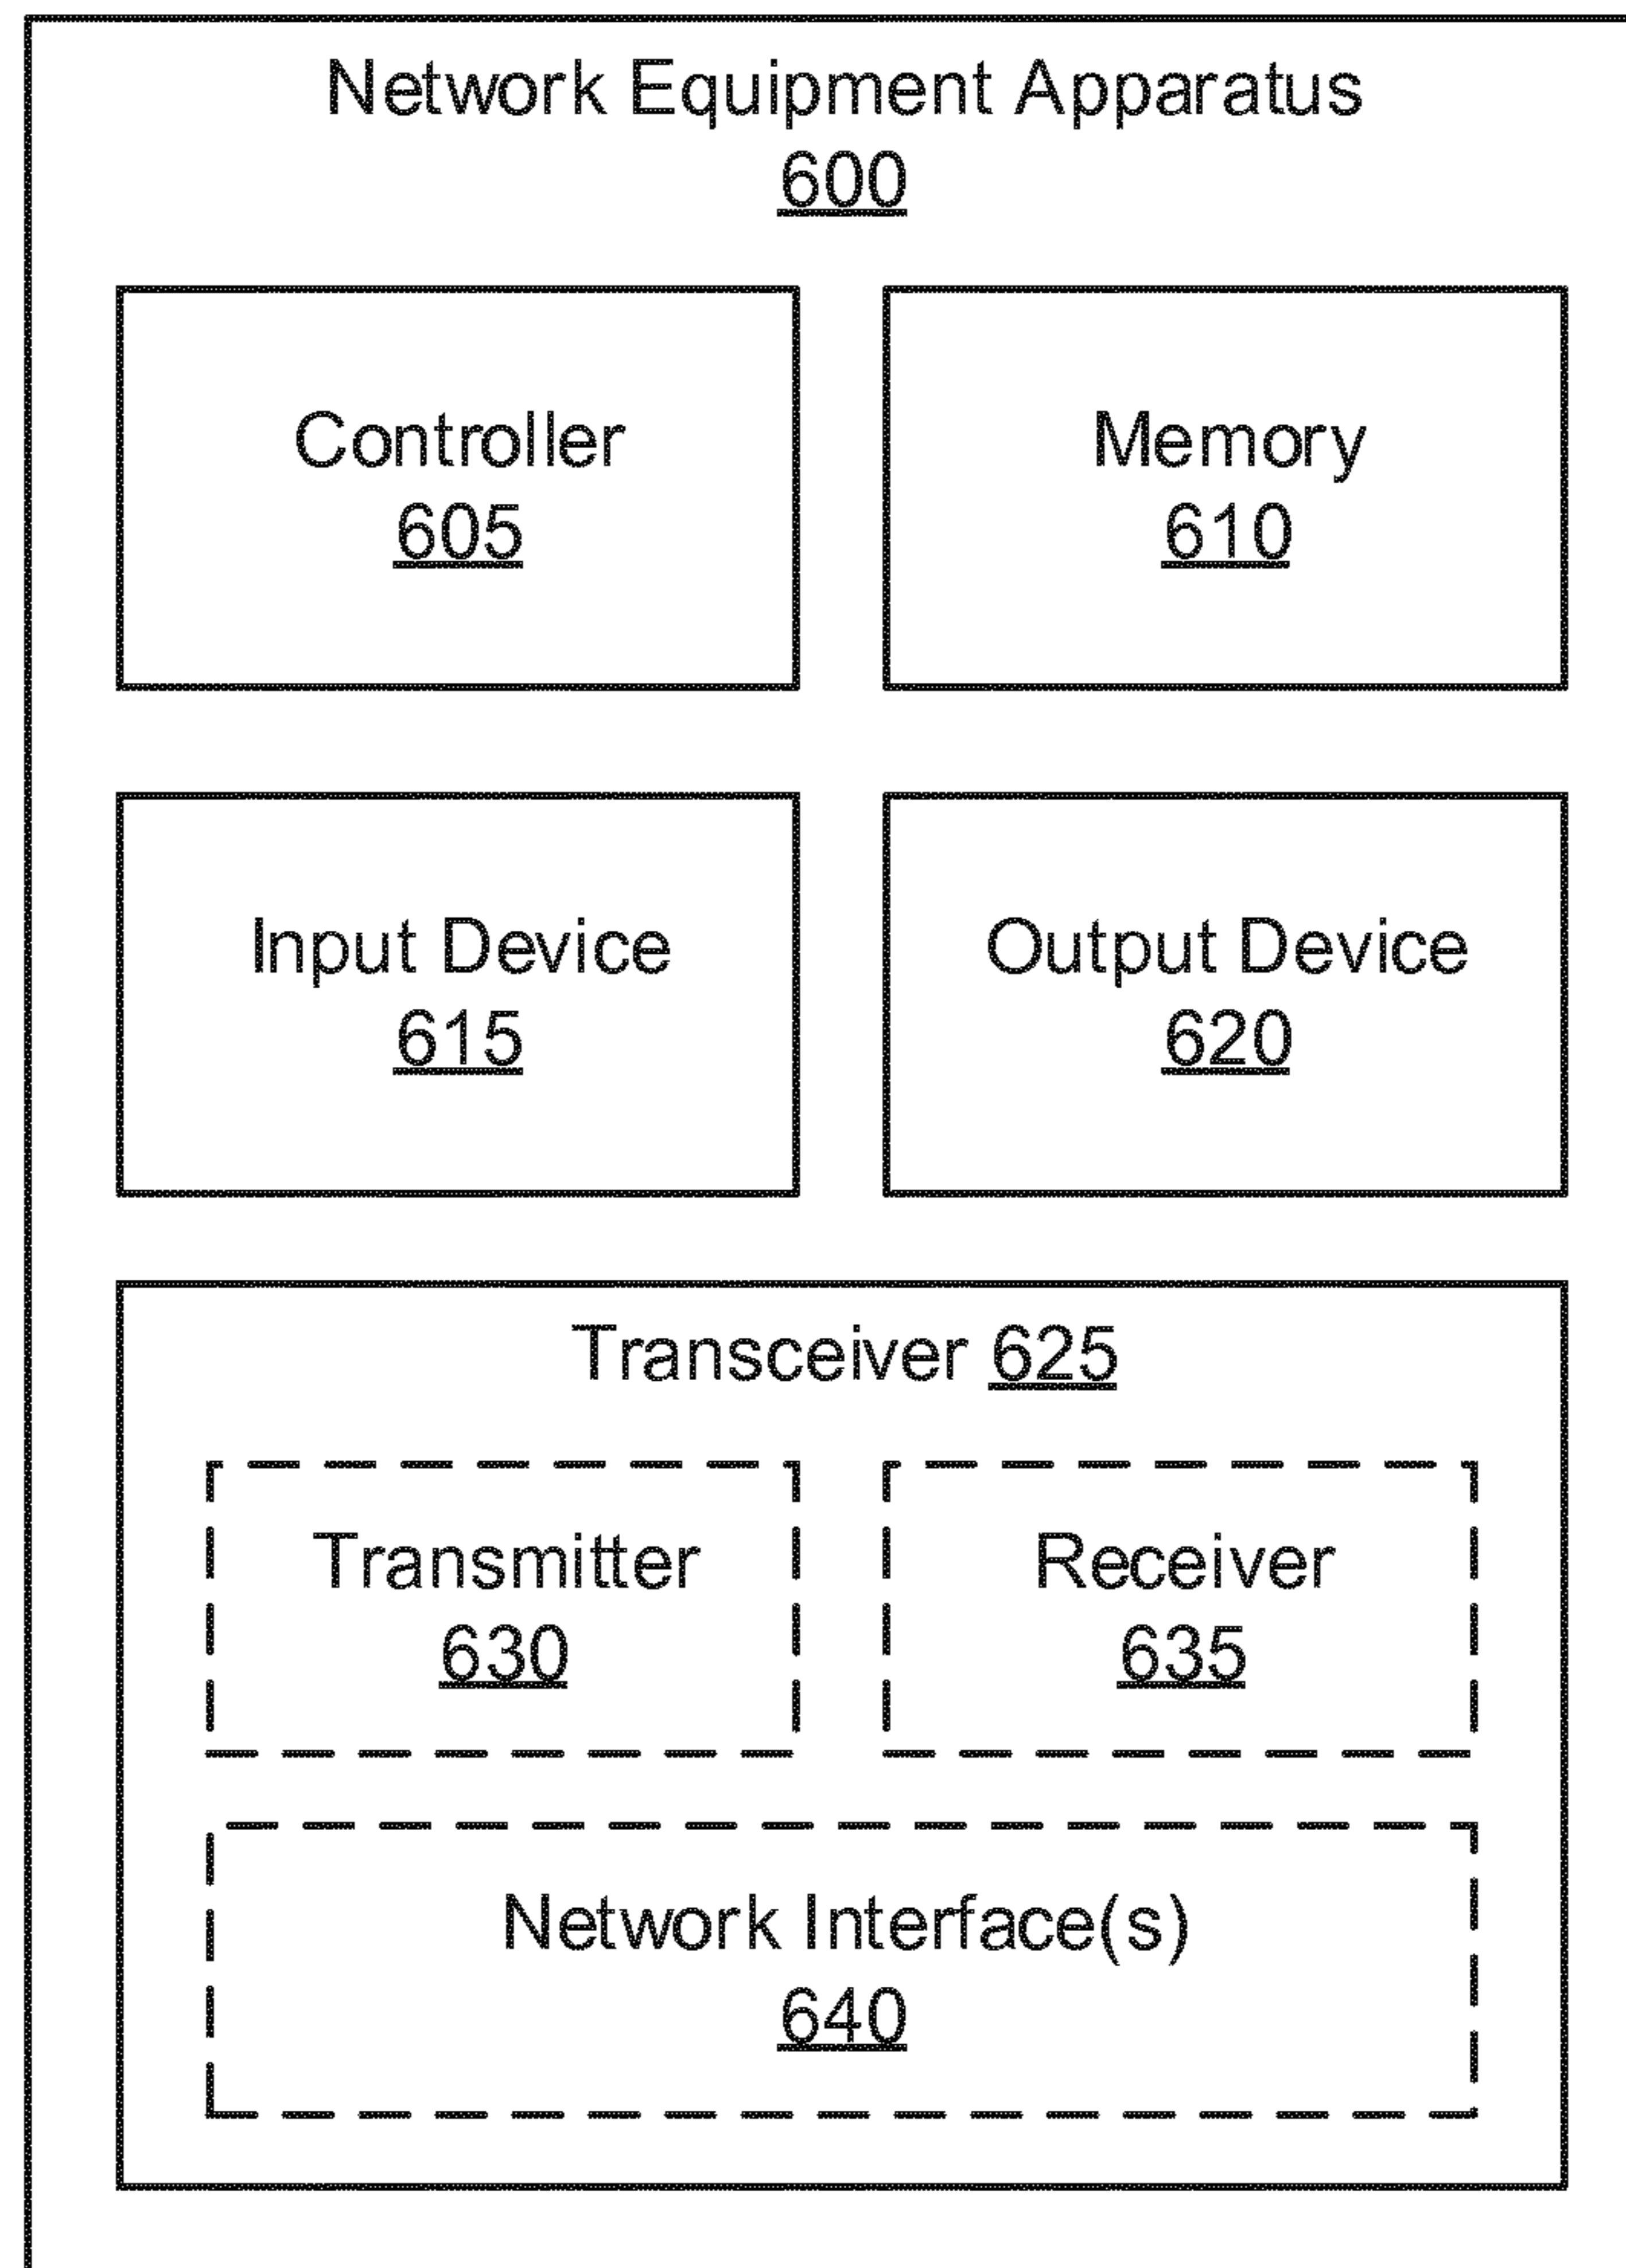 Network Equipment Apparatus
600
Controller
605
Memory
610
Input Device
615
Output Device
620
Transceiver 625
Transmitter
630
Receiver
635
Network Interface(s)
640